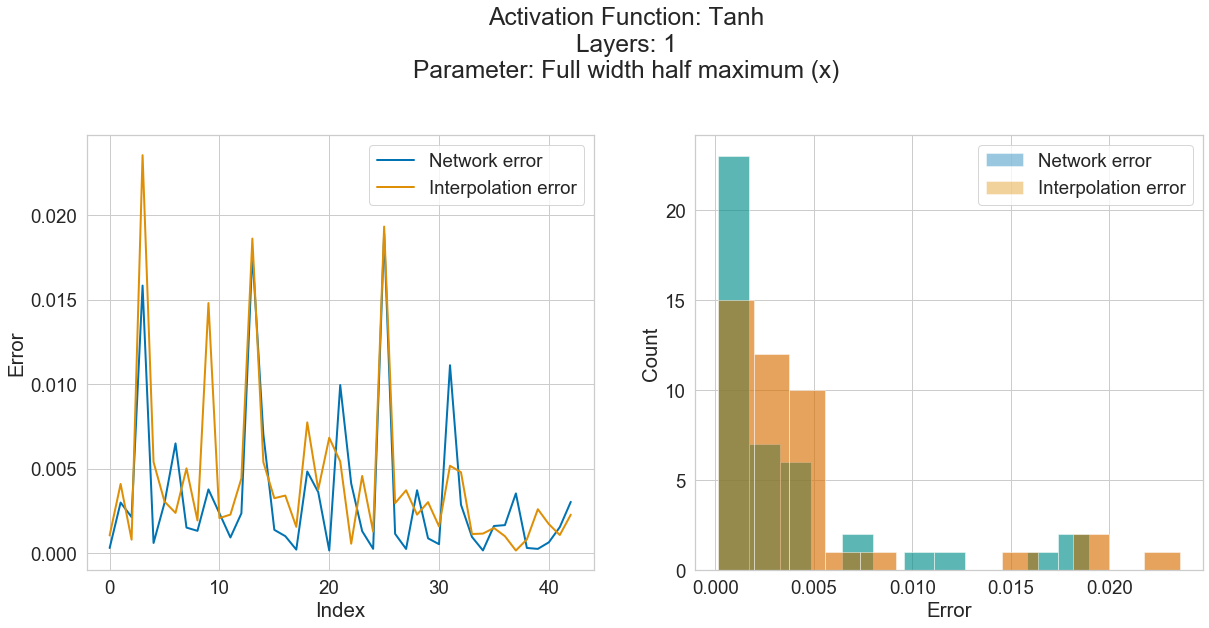 Activation Function: Tanh
Layers: 1
Parameter: Full width half maximum (x)
Network error
Interpolation error
0.020
0.015
0.010
0.005
0.000
Error
0
10
20
30
40
Index
Network error
Interpolation error
20
15
10
5
0
Count
0.000
0.005
0.010
0.015
0.020
Error